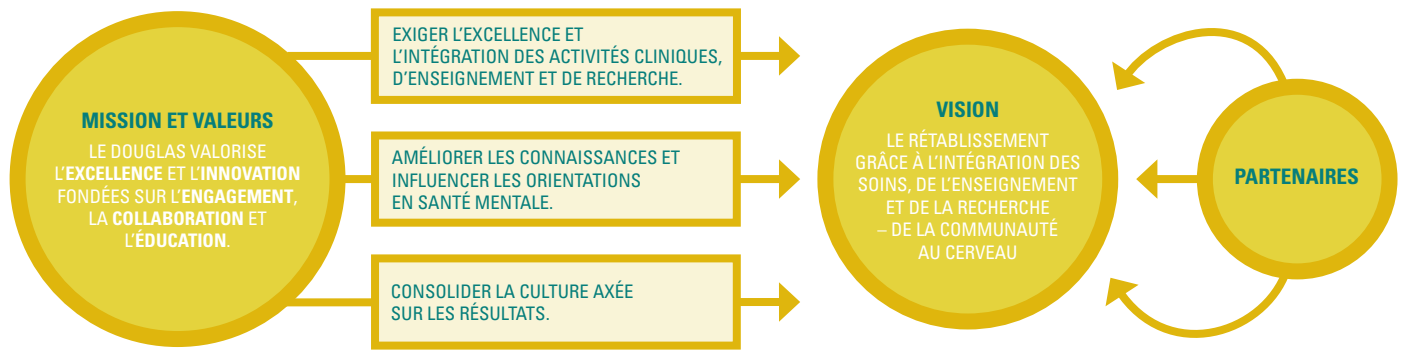 MISSION ET VALEURS
LE DOUGLAS VALORISE
L'EXCELLENCE ET L'INNOVATION
FONDÉES SUR L'ENGAGEMENT,
LA COLLABORATION ET
L'ÉDUCATION.
EXIGER L'EXCELLENCE ET
L'INTÉGRATION DES ACTIVITÉS CLINIQUES,
D'ENSEIGNEMENT ET DE RECHERCHE.
AMÉLIORER LES CONNAISSANCES ET
INFLUENCER LES ORIENTATIONS
EN SANTÉ MENTALE.
CONSOLIDER LA CULTURE AXÉE
SUR LES RÉSULTATS.
VISION
LE RÉTABLISSEMENT
GRÂCE À L'INTÉGRATION DES
SOINS, DE L'ENSEIGNEMENT
ET DE LA RECHERCHE
– DE LA COMMUNAUTÉ
AU CERVEAU
PARTENAIRES